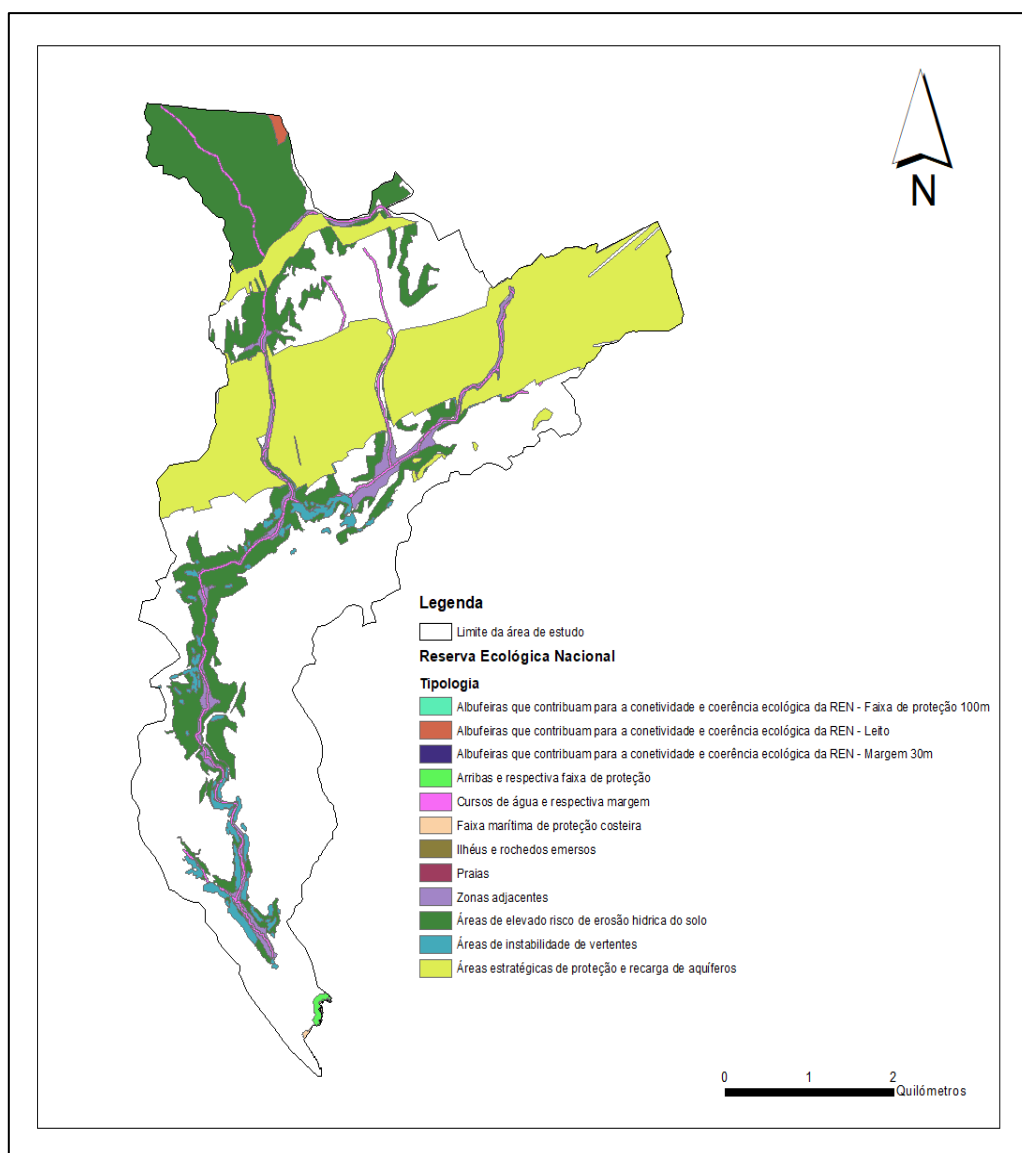 N
Legenda
Limite da área de estudo
Reserva Ecológica Nacional
Tipologia
Albufeiras que contribuam para a conetividade e coerência ecológica da REN - Faixa de proteção 100m
Albufeiras que contribuam para a conetividade e coerência ecológica da REN - Leito
Albufeiras que contribuam para a conetividade e coerência ecológica da REN - Margem 30m
Arribas e respectiva faixa de proteção
Cursos de água e respectiva margem
Faixa marítima de proteção costeira
Ilhéus e rochedos emersos
Praias
Zonas adjacentes
Áreas de elevado risco de erosão hídrica do solo
Áreas de instabilidade de vertentes
Áreas estratégicas de proteção e recarga de aquíferos
0 1 2
Quilómetros